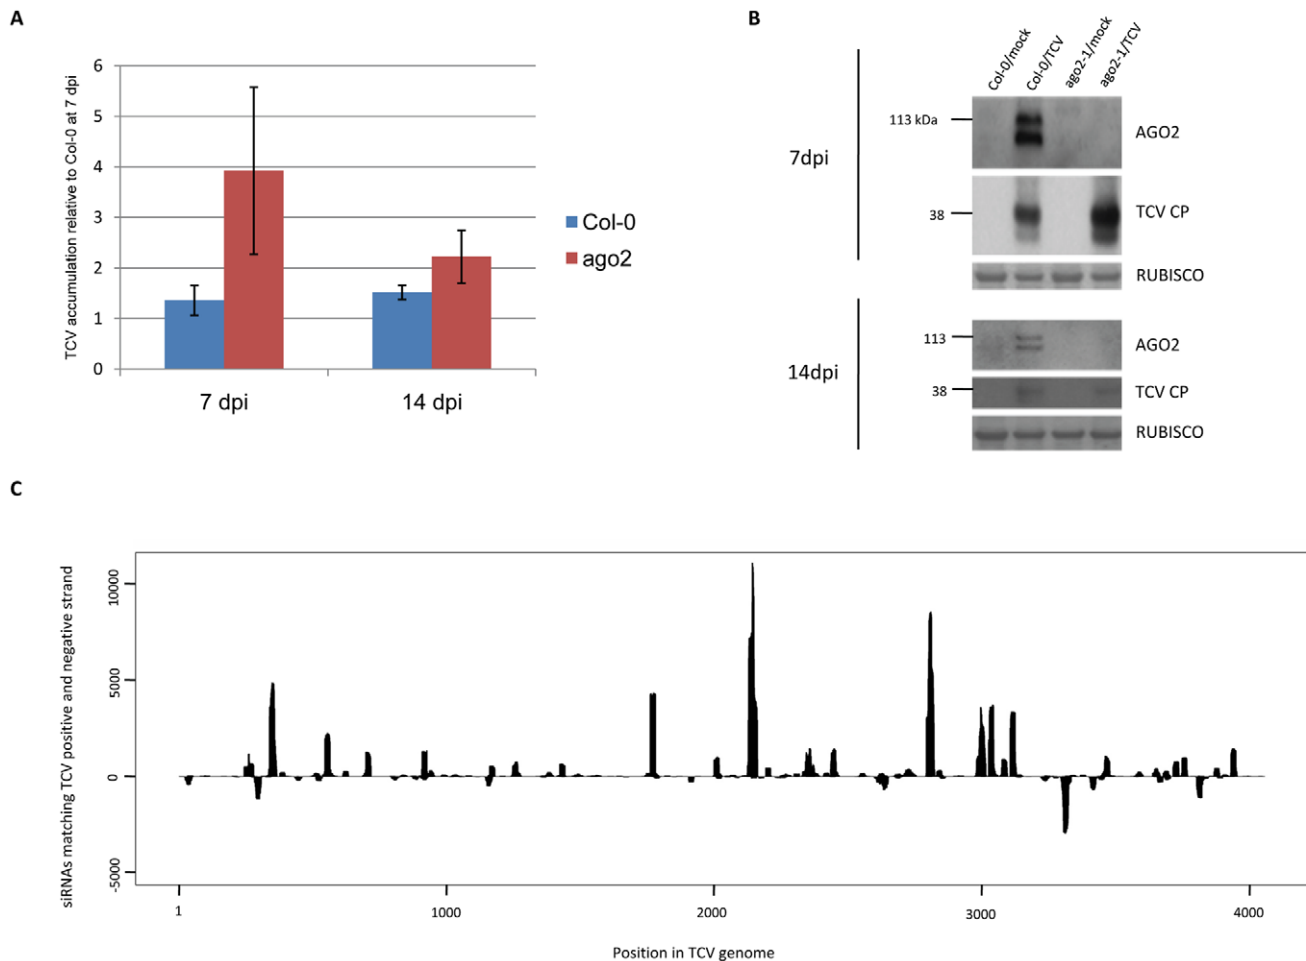 A
TCV accumulation relative to Col-0 at 7 dpi
6
5
4
3
2
1
0
7 dpi
14 dpi
Col-0
ago2
B
Col-0/mock
Col-0/TCV
ago2-1/mock
ago2-1/TCV
7dpi
113 kDa
AGO2
38
TCV CP
RUBISCO
14dpi
113
AGO2
38
TCV CP
RUBISCO
C
siRNAs matching TCV positive and negative strand
10000
5000
0
-5000
1
1000
2000
3000
4000
Position in TCV genome